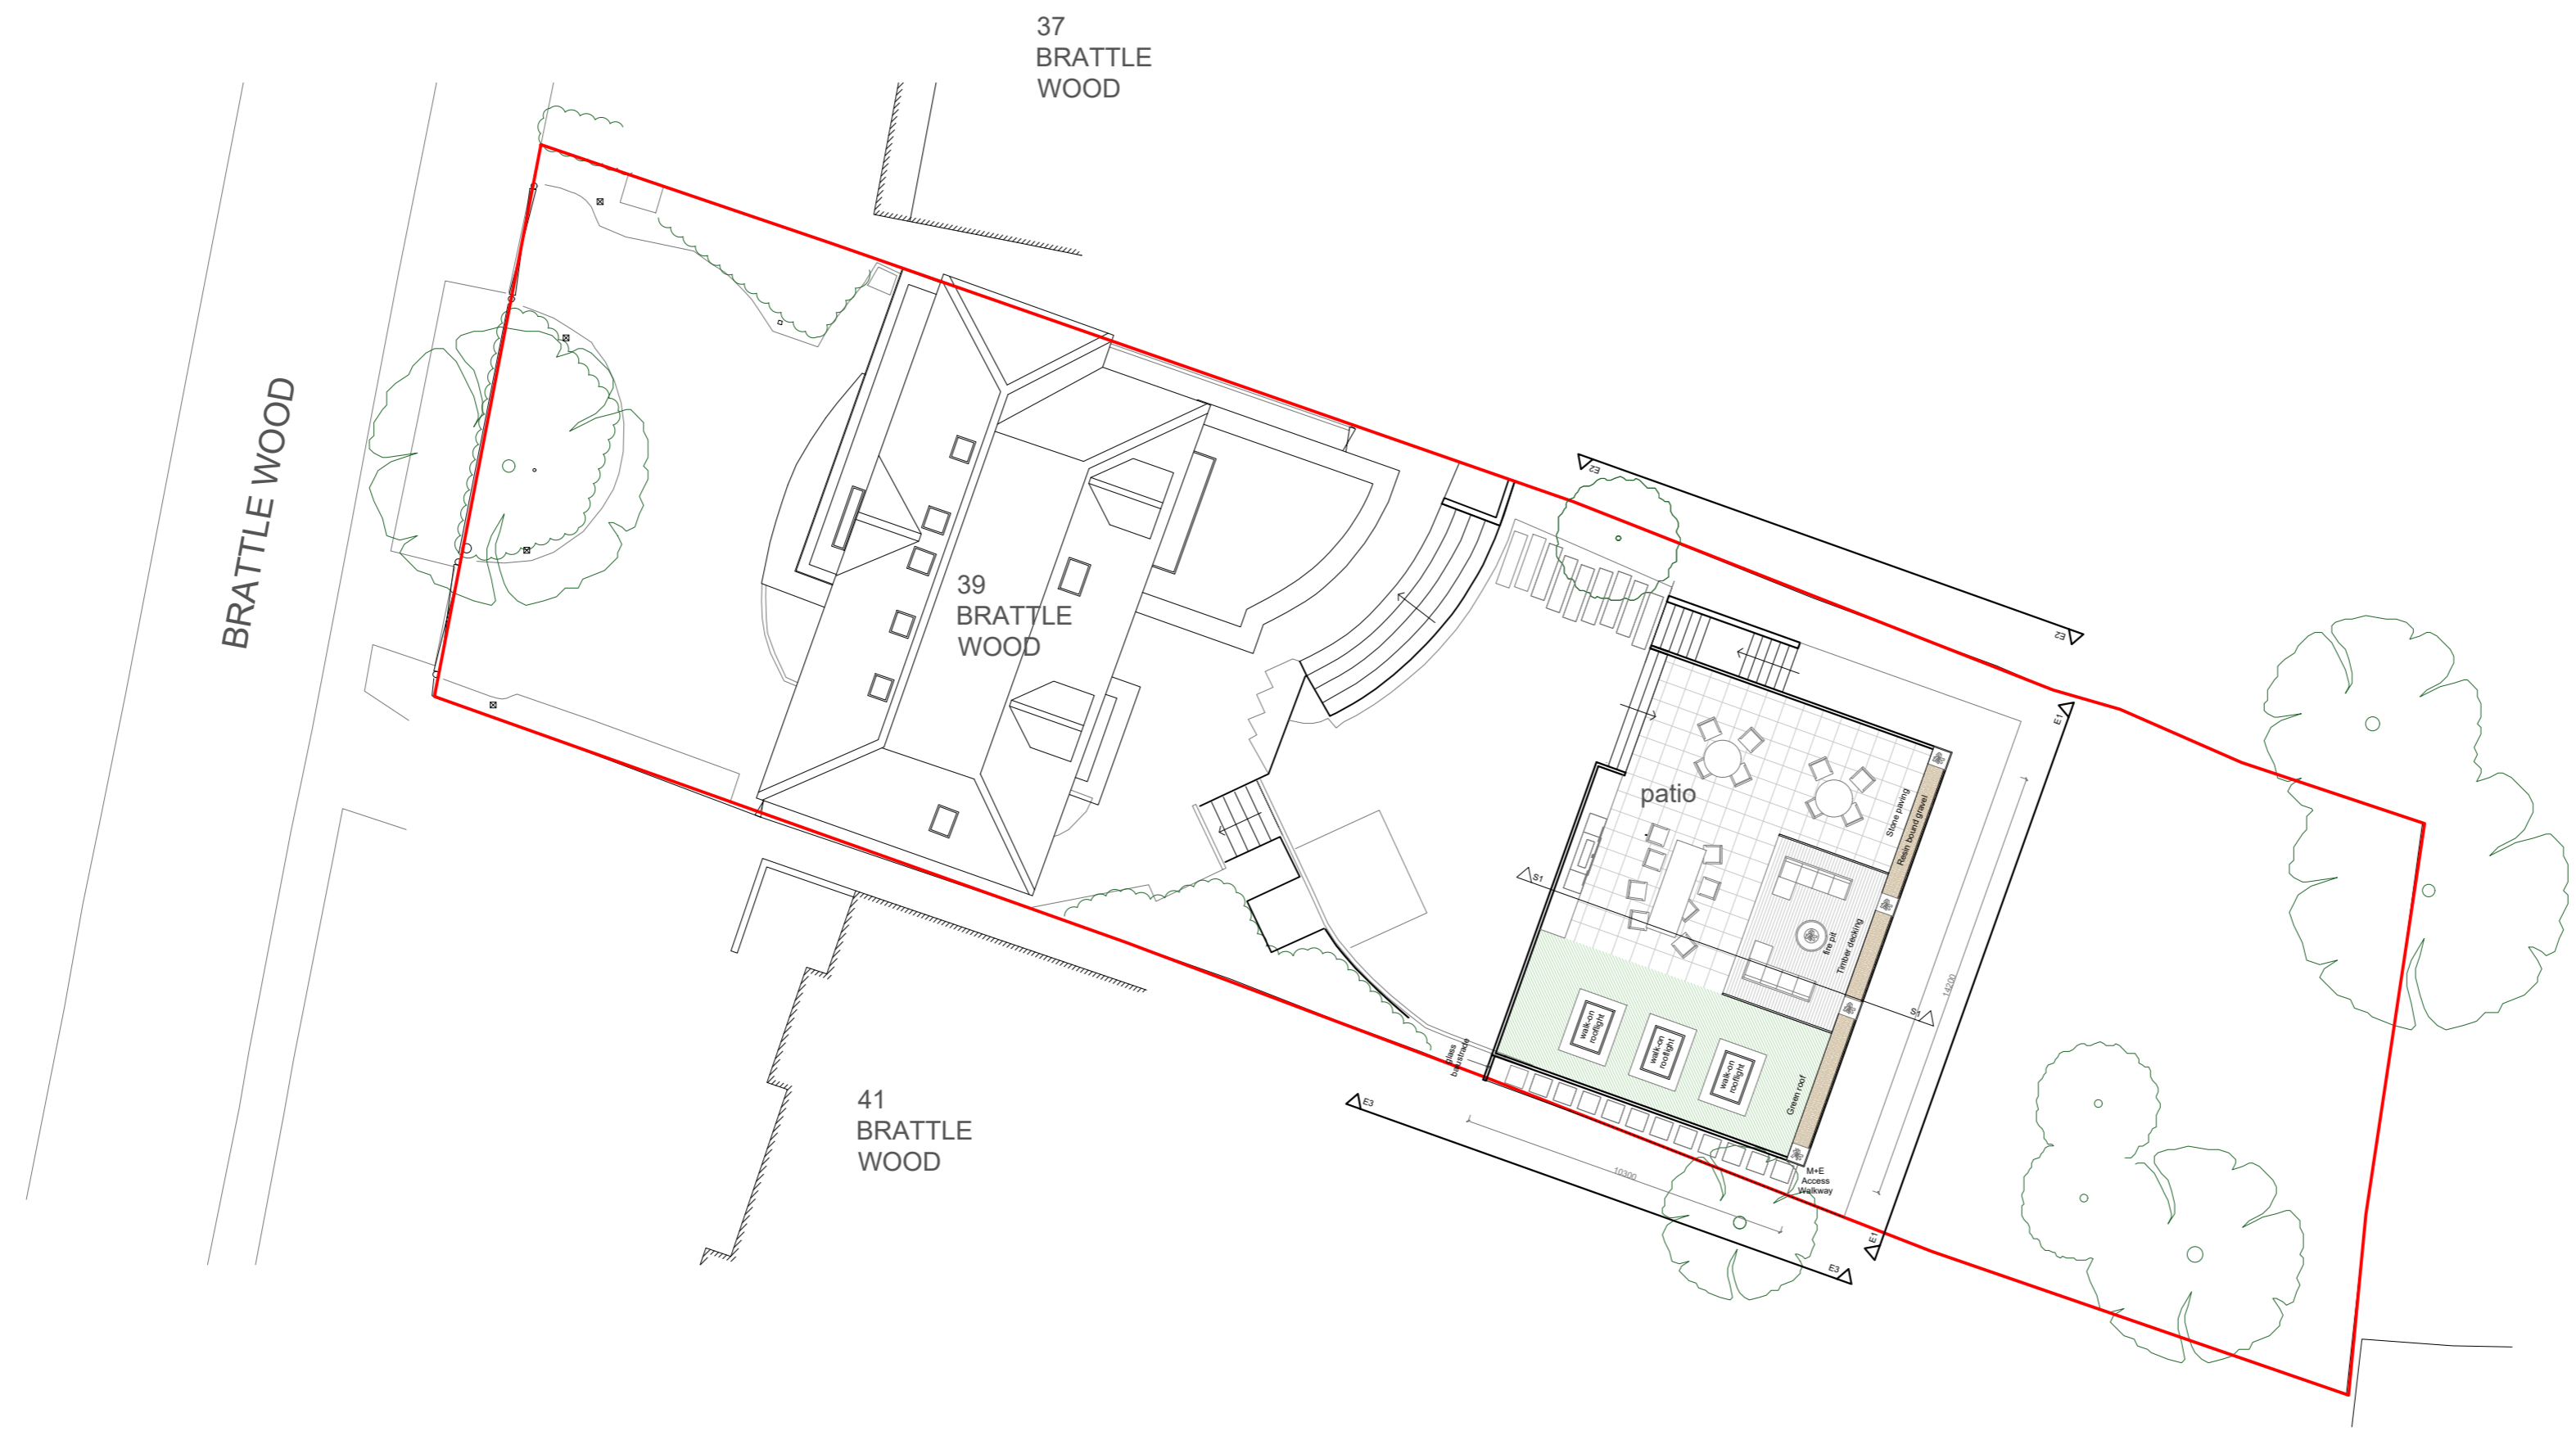 37
BRATTLE
WOOD
BRATTLE WOOD
39
BRATTLE
WOOD
41
BRATTLE
WOOD
E2
E2
E1
E1
E3
E3
S1
S1
patio
Stone paving
Resin bound gravel
fire pit
Timber decking
walk-on
rooflight
walk-on
rooflight
walk-on
rooflight
Green roof
glass
balustrade
M+E
Access
Walkway
14200
10300